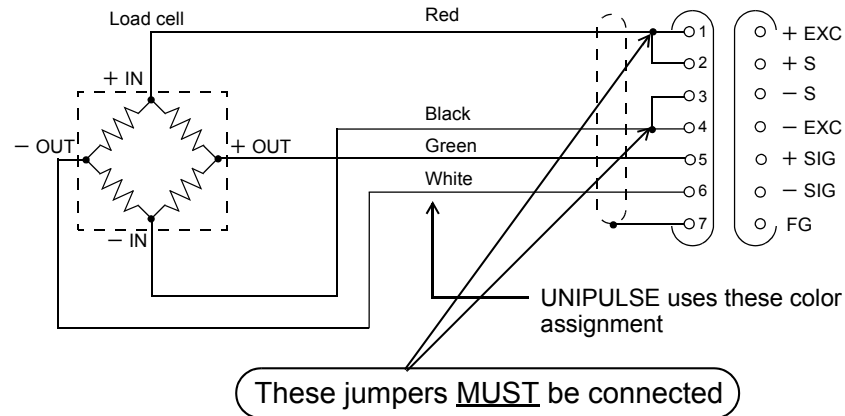 Load cell
Red
1
+ EXC
+ IN
2
+ S
3
− S
Black
4
− EXC
− OUT
+ OUT
Green
5
+ SIG
White
6
− SIG
− IN
7
FG
UNIPULSE uses these color
assignment
These jumpers MUST be connected